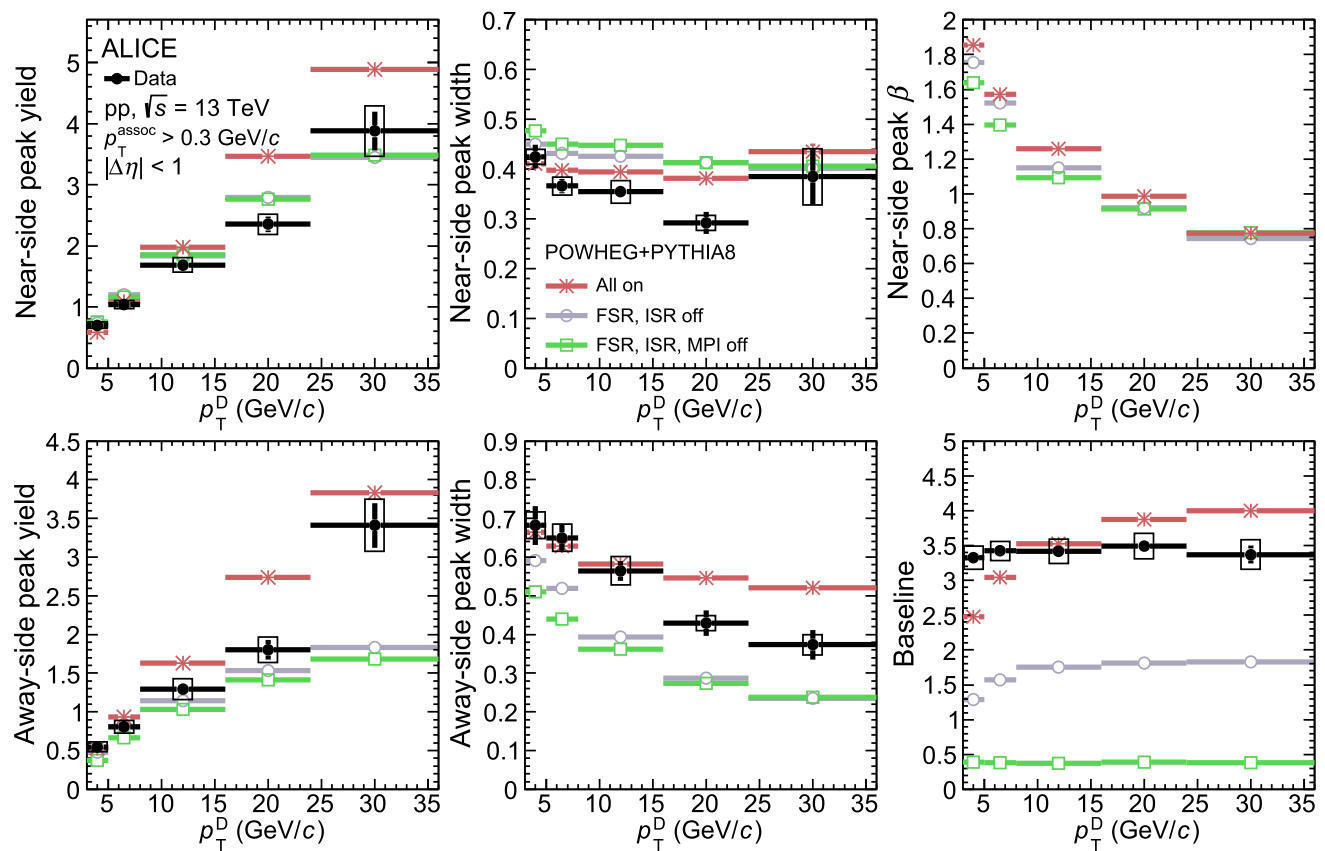 Near-side peak yield
5
4
3
2
1
0
ALICE
Data
pp, √s = 13 TeV
p_T^assoc > 0.3 GeV/c
|Δη| < 1
5 10 15 20 25 30 35
p_T^D (GeV/c)
Near-side peak width
0.7
0.6
0.5
0.4
0.3
0.2
0.1
0
POWHEG+PYTHIA8
All on
FSR, ISR off
FSR, ISR, MPI off
5 10 15 20 25 30 35
p_T^D (GeV/c)
Near-side peak β
2
1.8
1.6
1.4
1.2
1
0.8
0.6
0.4
0.2
0
5 10 15 20 25 30 35
p_T^D (GeV/c)
Away-side peak yield
4.5
4
3.5
3
2.5
2
1.5
1
0.5
0
5 10 15 20 25 30 35
p_T^D (GeV/c)
Away-side peak width
0.9
0.8
0.7
0.6
0.5
0.4
0.3
0.2
0.1
0
5 10 15 20 25 30 35
p_T^D (GeV/c)
Baseline
5
4.5
4
3.5
3
2.5
2
1.5
1
0.5
0
5 10 15 20 25 30 35
p_T^D (GeV/c)